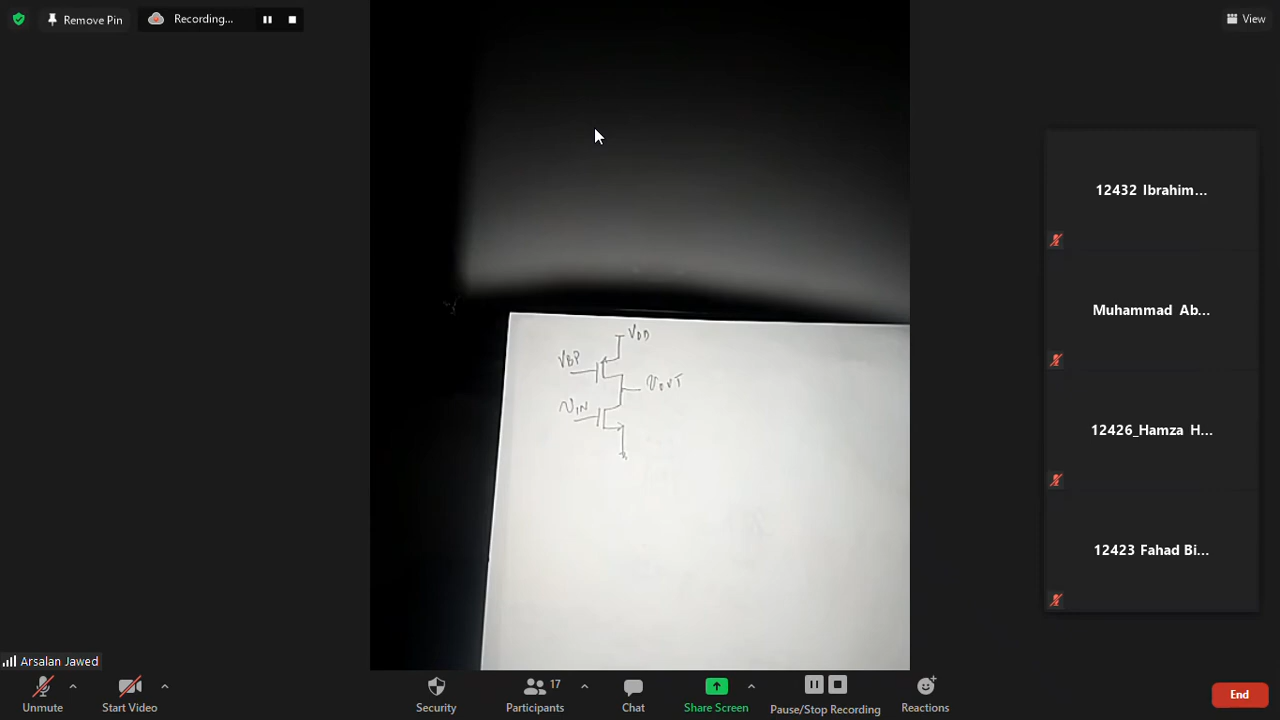 Remove Pin
Recording...
View
12432 Ibrahim...
VDD
VBP
VOUT
VIN
Muhammad Ab...
12426_Hamza H...
12423 Fahad Bi...
Arsalan Jawed
Unmute
Start Video
Security
17
Participants
Chat
Share Screen
Pause/Stop Recording
Reactions
End